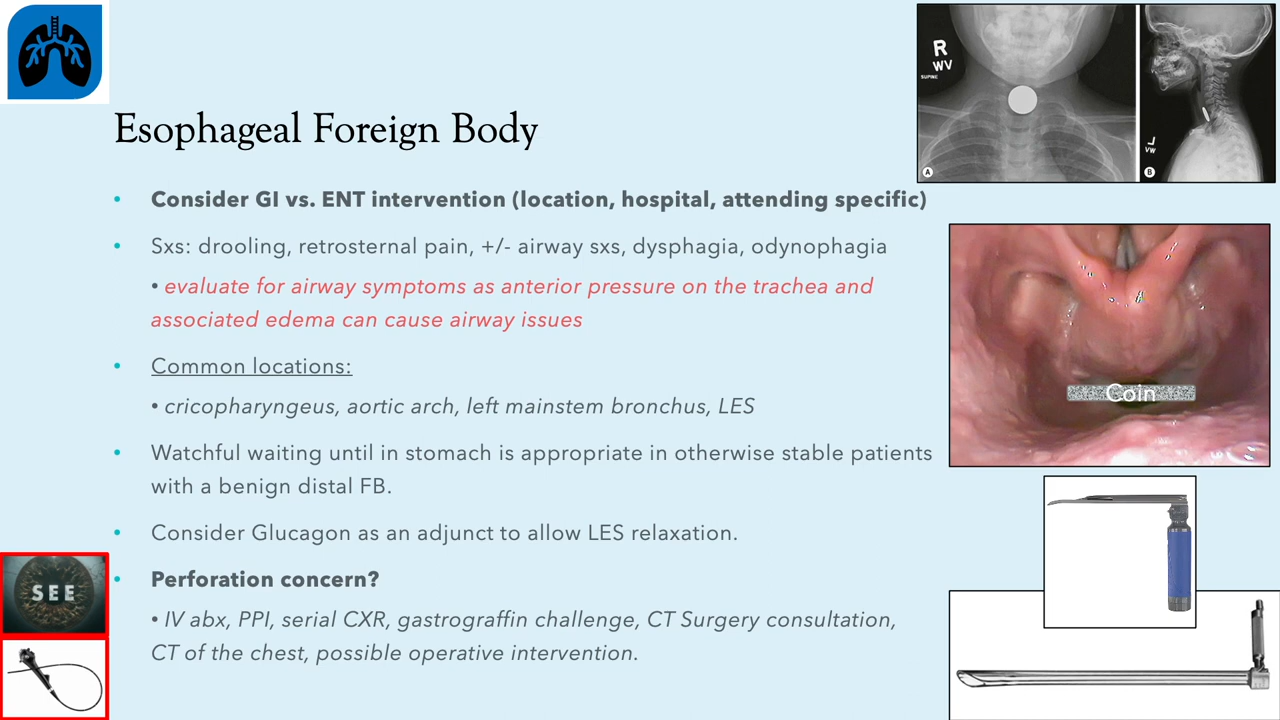 R
WV
SUPINE
A
L
VW
B
Esophageal Foreign Body
• Consider GI vs. ENT intervention (location, hospital, attending specific)
• Sxs: drooling, retrosternal pain, +/- airway sxs, dysphagia, odynophagia
• evaluate for airway symptoms as anterior pressure on the trachea and
associated edema can cause airway issues
• Common locations:
• cricopharyngeus, aortic arch, left mainstem bronchus, LES
Coin
• Watchful waiting until in stomach is appropriate in otherwise stable patients
with a benign distal FB.
• Consider Glucagon as an adjunct to allow LES relaxation.
• Perforation concern?
SEE
• IV abx, PPI, serial CXR, gastrograffin challenge, CT Surgery consultation,
CT of the chest, possible operative intervention.